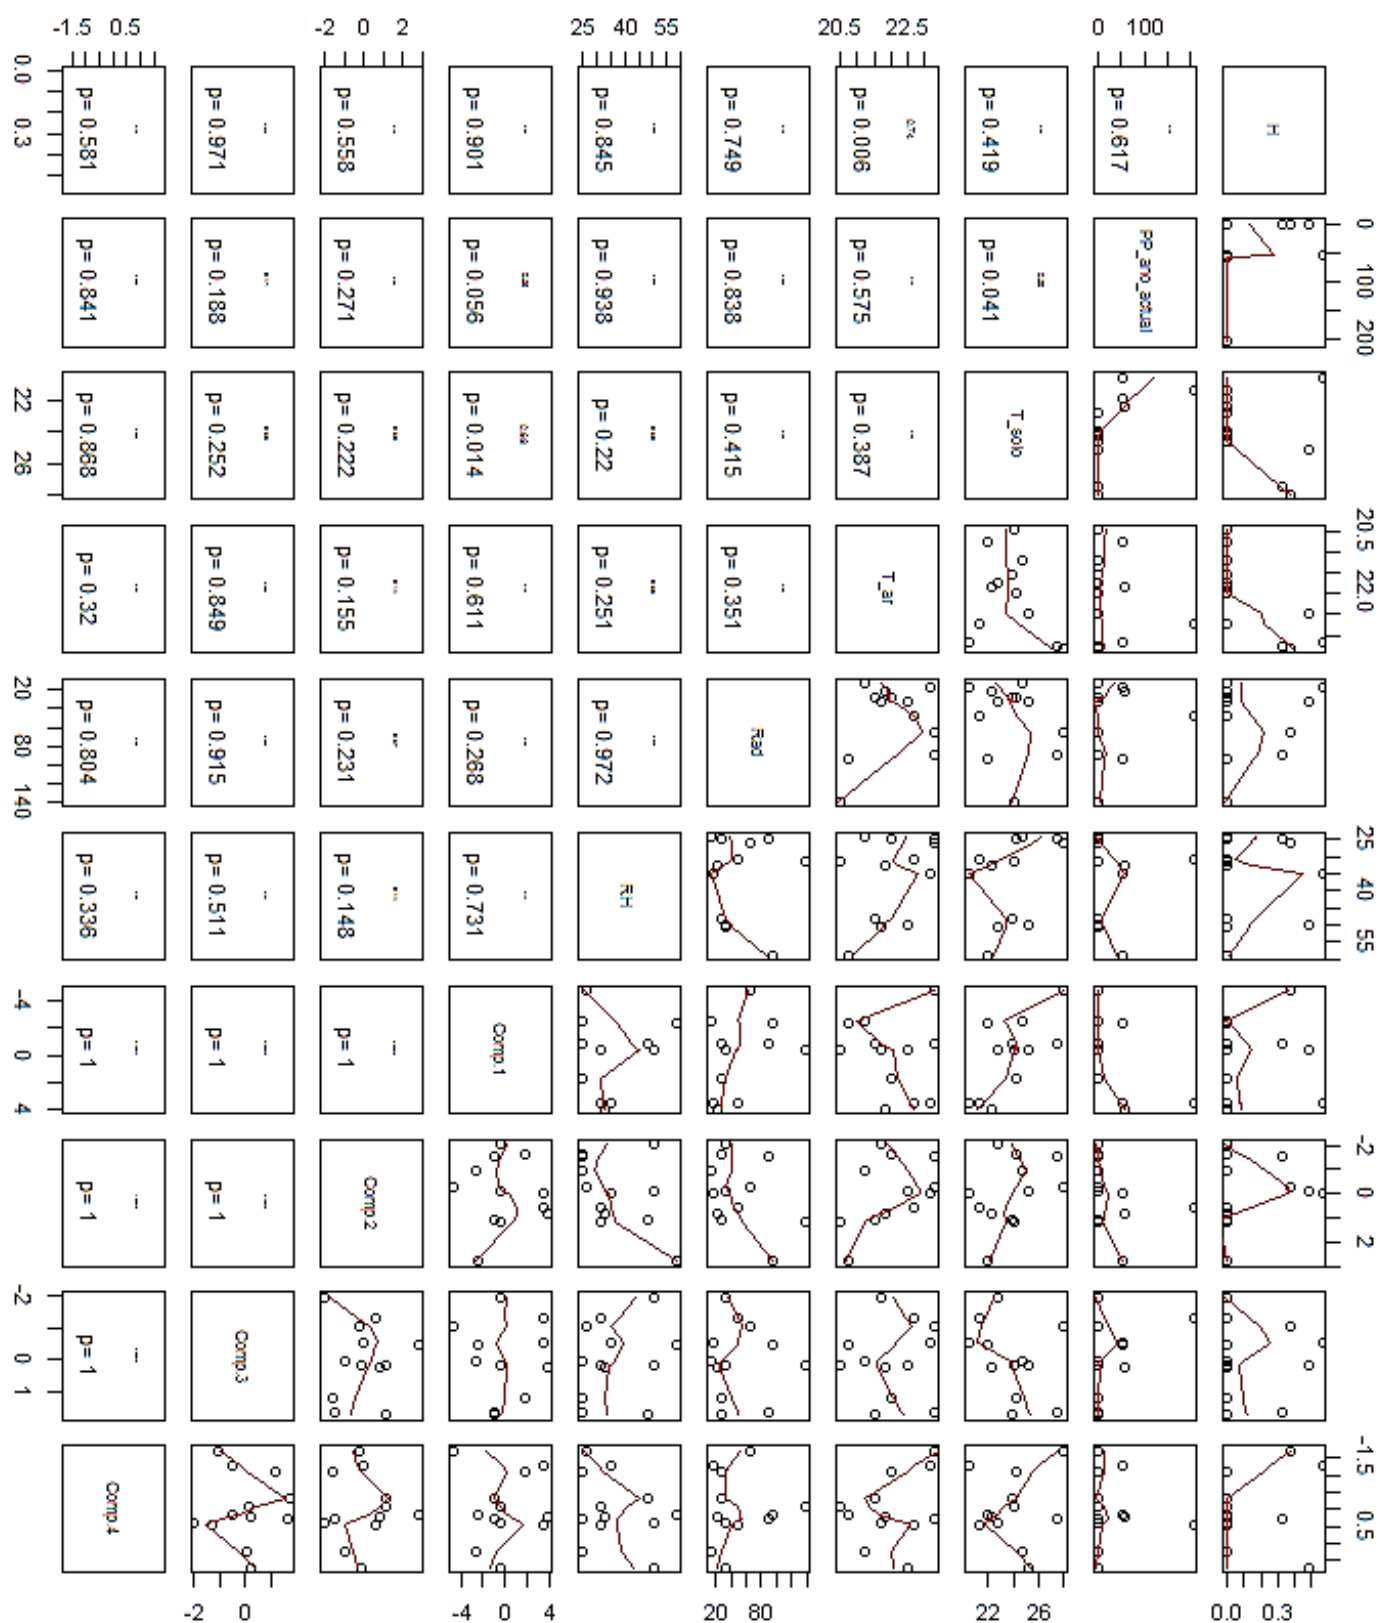 0 100 200 20.5 22.0 25 40 55 -2 0 2 -1.5 0.5
H
0.0 0.3
0 100
p= 0.617 PP_ano_actual
20.5 22.5
p= 0.419 p= 0.041 T_solo
22 26
0.74
p= 0.006 p= 0.575 p= 0.387 T_ar
p= 0.749 p= 0.838 p= 0.415 p= 0.351 Rad
20 80
25 40 55
p= 0.845 p= 0.938 p= 0.22 p= 0.251 p= 0.972 RH
p= 0.901 p= 0.056 p= 0.014 p= 0.611 p= 0.268 p= 0.731 Comp.1
-4 0 4
-2 0 2
p= 0.558 p= 0.271 p= 0.222 p= 0.155 p= 0.231 p= 0.148 p= 1 Comp.2
p= 0.971 p= 0.188 p= 0.252 p= 0.849 p= 0.915 p= 0.511 p= 1 p= 1 Comp.3
-2 0
-1.5 0.5
p= 0.581 p= 0.841 p= 0.868 p= 0.32 p= 0.804 p= 0.336 p= 1 p= 1 p= 1 Comp.4
0.0 0.3 22 26 20 80 140 -4 0 4 -2 0 1